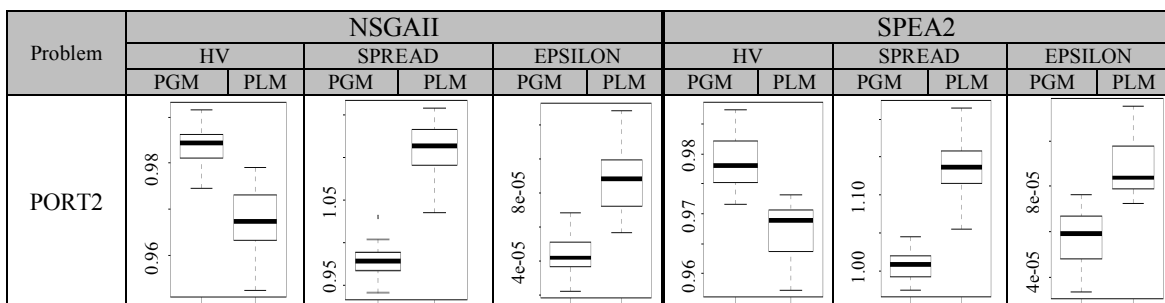 NSGAII SPEA2
Problem
HV SPREAD EPSILON HV SPREAD EPSILON
PGM PLM PGM PLM PGM PLM PGM PLM PGM PLM PGM PLM
PORT2
0.98
0.96
1.05
0.95
8e-05
4e-05
0.98
0.97
0.96
1.10
1.00
8e-05
4e-05